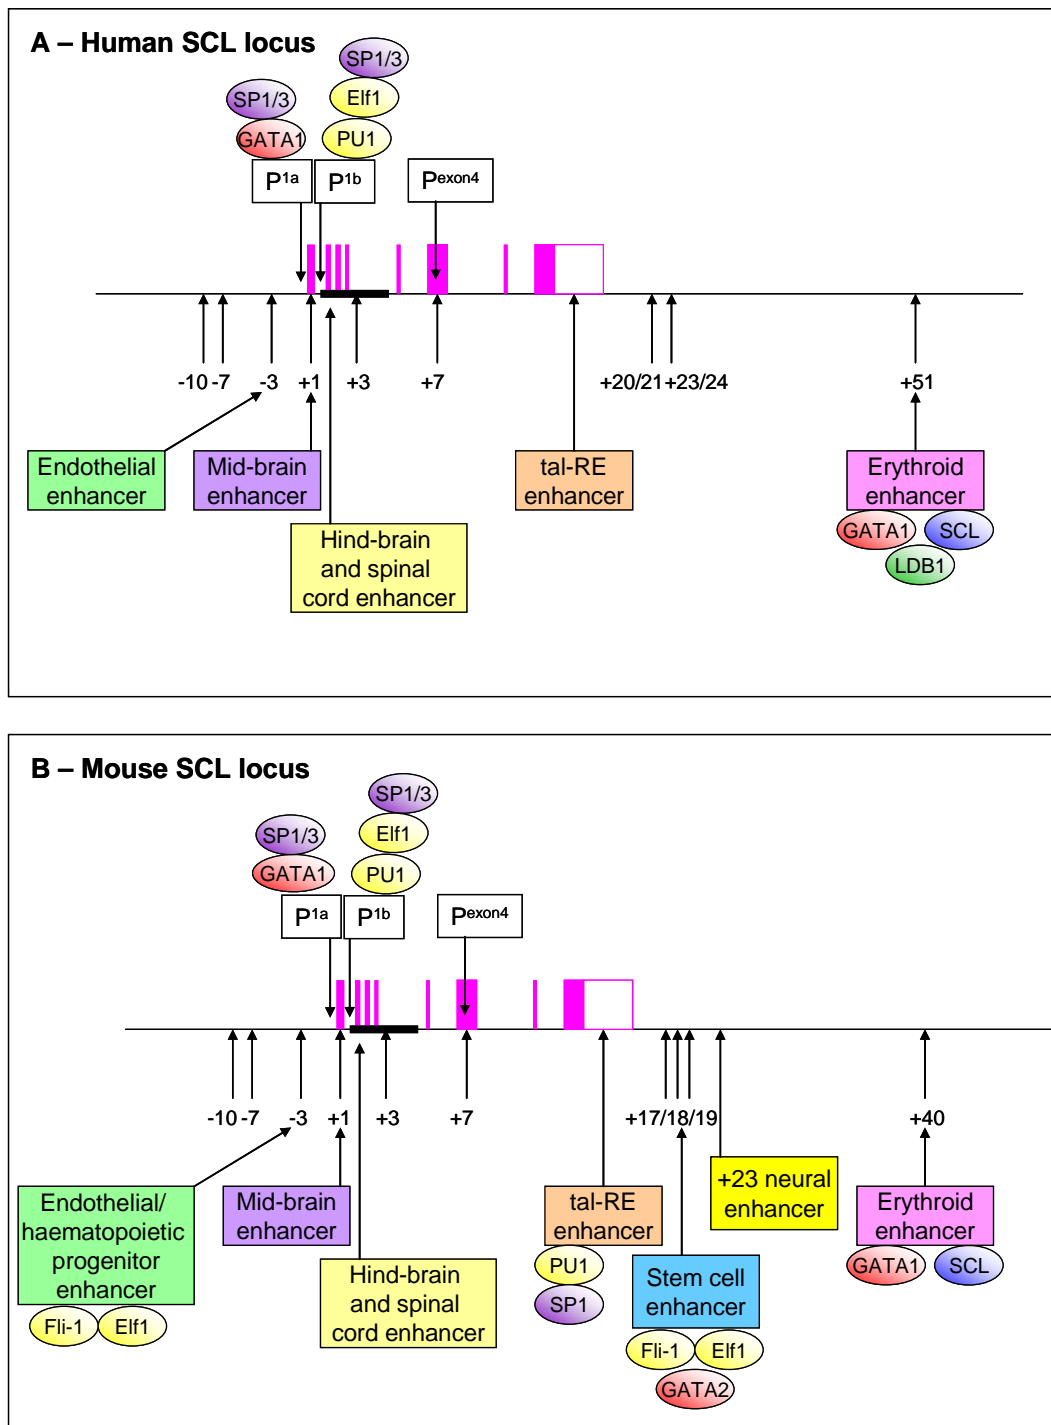 A – Human SCL locus
SP1/3
Elf1
PU1
SP1/3
GATA1
P1a
P1b
Pexon4
-10
-7
-3
+1
+3
+7
+20/21
+23/24
+51
Endothelial
enhancer
Mid-brain
enhancer
Hind-brain
and spinal
cord enhancer
tal-RE
enhancer
Erythroid
enhancer
GATA1
SCL
LDB1
B – Mouse SCL locus
SP1/3
Elf1
PU1
SP1/3
GATA1
P1a
P1b
Pexon4
-10
-7
-3
+1
+3
+7
+17/18/19
+40
Endothelial/
haematopoietic
progenitor
enhancer
Fli-1
Elf1
Mid-brain
enhancer
Hind-brain
and spinal
cord enhancer
tal-RE
enhancer
PU1
SP1
Stem cell
enhancer
Fli-1
Elf1
GATA2
+23 neural
enhancer
Erythroid
enhancer
GATA1
SCL